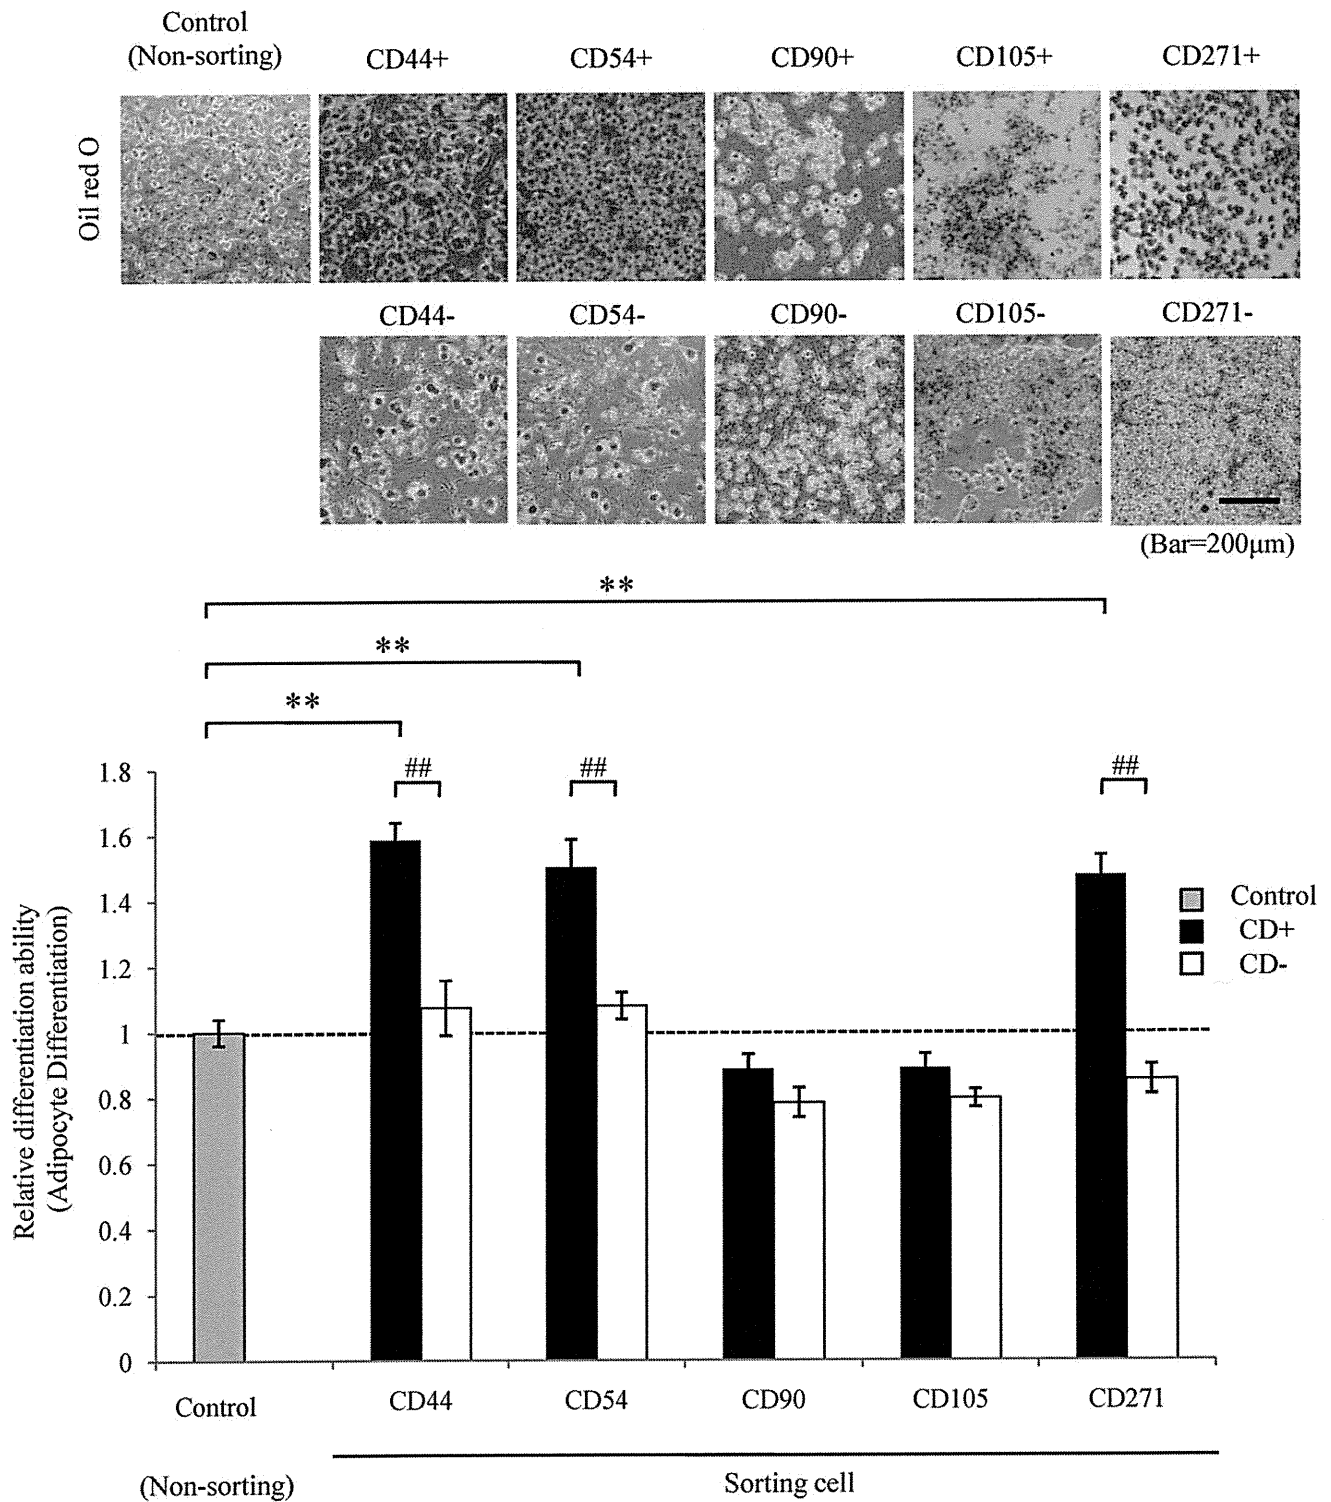 Control
(Non-sorting)
CD44+
CD54+
CD90+
CD105+
CD271+
Oil red O
CD44-
CD54-
CD90-
CD105-
CD271-
(Bar=200μm)
**
**
**
##
##
##
1.8
1.6
1.4
1.2
1
0.8
0.6
0.4
0.2
0
Relative differentiation ability
(Adipocyte Differentiation)
Control
CD+
CD-
Control
CD44
CD54
CD90
CD105
CD271
(Non-sorting)
Sorting cell